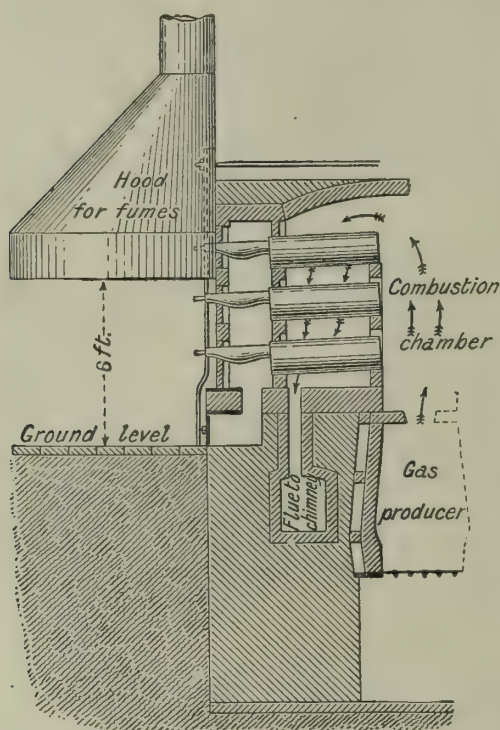 Hood
for fumes
6 ft.
Combustion
chamber
Ground level
Flue to
chimney
Gas
producer